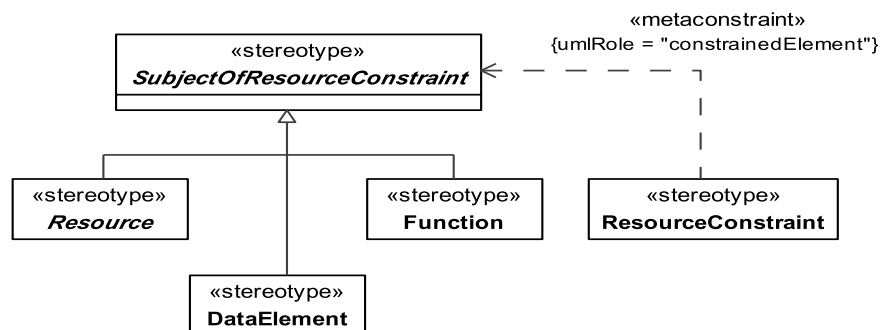 «metaconstraint»
{umlRole = "constrainedElement"}
«stereotype»
SubjectOfResourceConstraint
«stereotype»
Resource
«stereotype»
Function
«stereotype»
ResourceConstraint
«stereotype»
DataElement